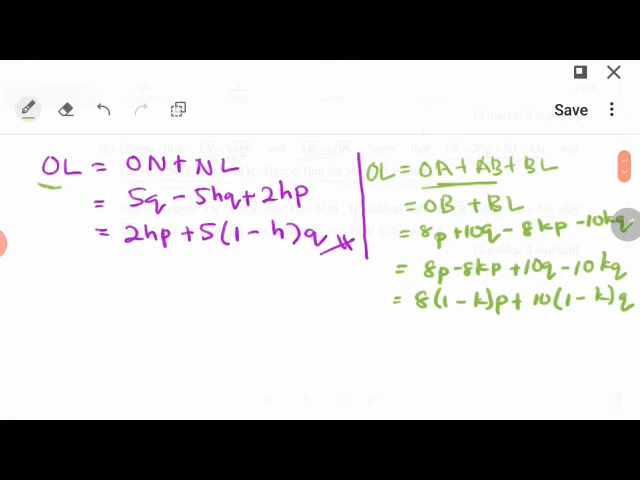 Save
OL = ON + NL
= 5q - 5hq + 2hp
= 2hp + 5(1 - h)q
OL = OA + AB + BL
= OB + BL
= 8p + 10q - 8kp - 10kq
= 8p - 8kp + 10q - 10kq
= 8(1 - k)p + 10(1 - k)q